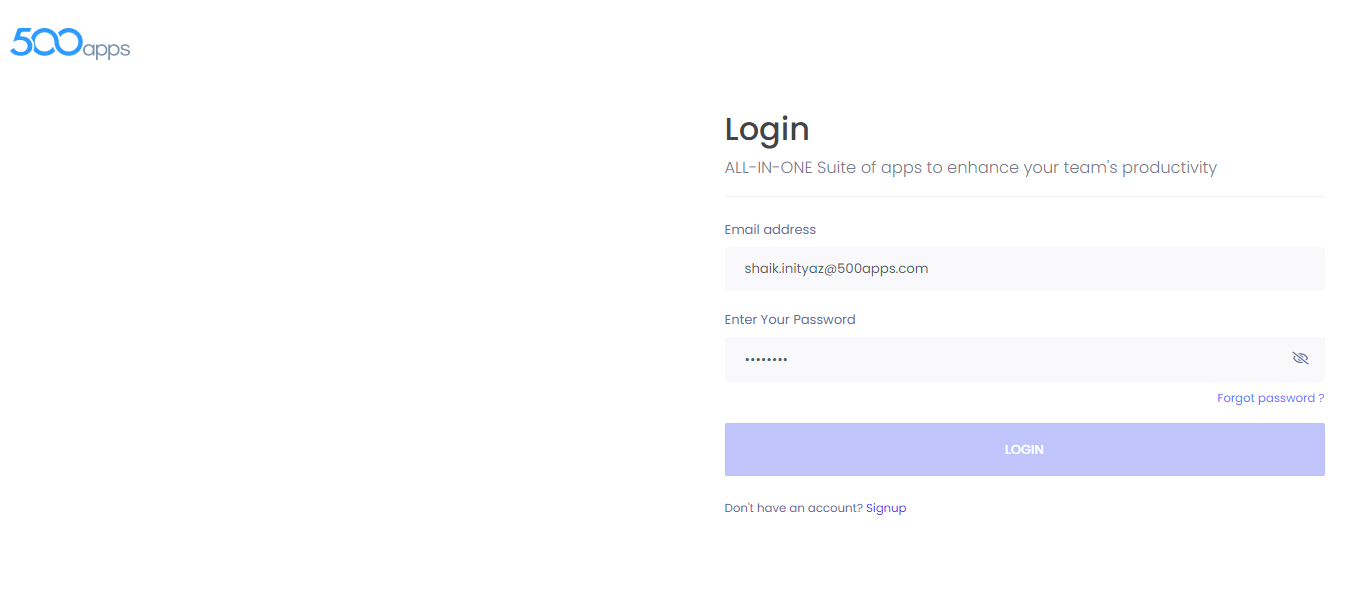 500apps
Login
ALL-IN-ONE Suite of apps to enhance your team's productivity
Email address
shaik.inityaz@500apps.com
Enter Your Password
••••••••
Forgot password ?
LOGIN
Don't have an account? Signup